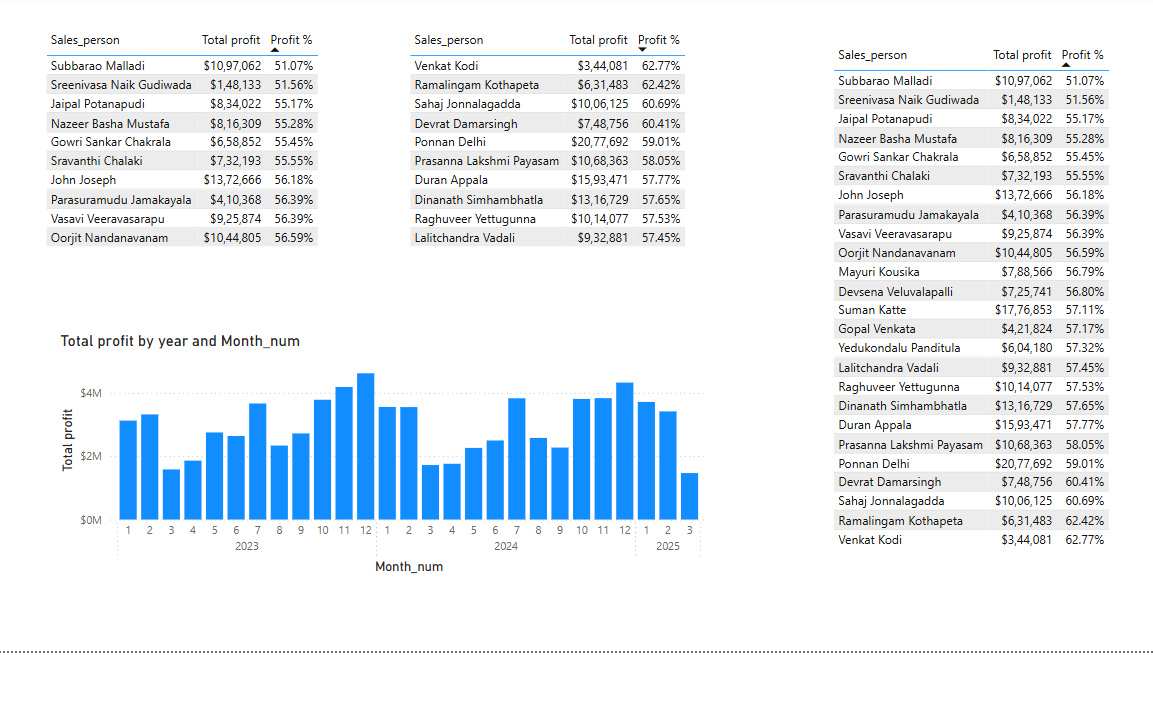 Sales_person Total profit Profit %
Subbarao Malladi $10,97,062 51.07%
Sreenivasa Naik Gudiwada $1,48,133 51.56%
Jaipal Potanapudi $8,34,022 55.17%
Nazeer Basha Mustafa $8,16,309 55.28%
Gowri Sankar Chakrala $6,58,852 55.45%
Sravanthi Chalaki $7,32,193 55.55%
John Joseph $13,72,666 56.18%
Parasuramudu Jamakayala $4,10,368 56.39%
Vasavi Veeravasarapu $9,25,874 56.39%
Oorjit Nandanavanam $10,44,805 56.59%
Sales_person Total profit Profit %
Venkat Kodi $3,44,081 62.77%
Ramalingam Kothapeta $6,31,483 62.42%
Sahaj Jonnalagadda $10,06,125 60.69%
Devrat Damarsingh $7,48,756 60.41%
Ponnan Delhi $20,77,692 59.01%
Prasanna Lakshmi Payasam $10,68,363 58.05%
Duran Appala $15,93,471 57.77%
Dinanath Simhambhatla $13,16,729 57.65%
Raghuveer Yettugunna $10,14,077 57.53%
Lalitchandra Vadali $9,32,881 57.45%
Sales_person Total profit Profit %
Subbarao Malladi $10,97,062 51.07%
Sreenivasa Naik Gudiwada $1,48,133 51.56%
Jaipal Potanapudi $8,34,022 55.17%
Nazeer Basha Mustafa $8,16,309 55.28%
Gowri Sankar Chakrala $6,58,852 55.45%
Sravanthi Chalaki $7,32,193 55.55%
John Joseph $13,72,666 56.18%
Parasuramudu Jamakayala $4,10,368 56.39%
Vasavi Veeravasarapu $9,25,874 56.39%
Oorjit Nandanavanam $10,44,805 56.59%
Mayuri Kousika $7,88,566 56.79%
Devsena Veluvalapalli $7,25,741 56.80%
Suman Katte $17,76,853 57.11%
Gopal Venkata $4,21,824 57.17%
Yedukondalu Panditula $6,04,180 57.32%
Lalitchandra Vadali $9,32,881 57.45%
Raghuveer Yettugunna $10,14,077 57.53%
Dinanath Simhambhatla $13,16,729 57.65%
Duran Appala $15,93,471 57.77%
Prasanna Lakshmi Payasam $10,68,363 58.05%
Ponnan Delhi $20,77,692 59.01%
Devrat Damarsingh $7,48,756 60.41%
Sahaj Jonnalagadda $10,06,125 60.69%
Ramalingam Kothapeta $6,31,483 62.42%
Venkat Kodi $3,44,081 62.77%
Total profit by year and Month_num
Total profit
$4M
$2M
$0M
1 2 3 4 5 6 7 8 9 10 11 12 1 2 3 4 5 6 7 8 9 10 11 12 1 2 3
2023 2024 2025
Month_num